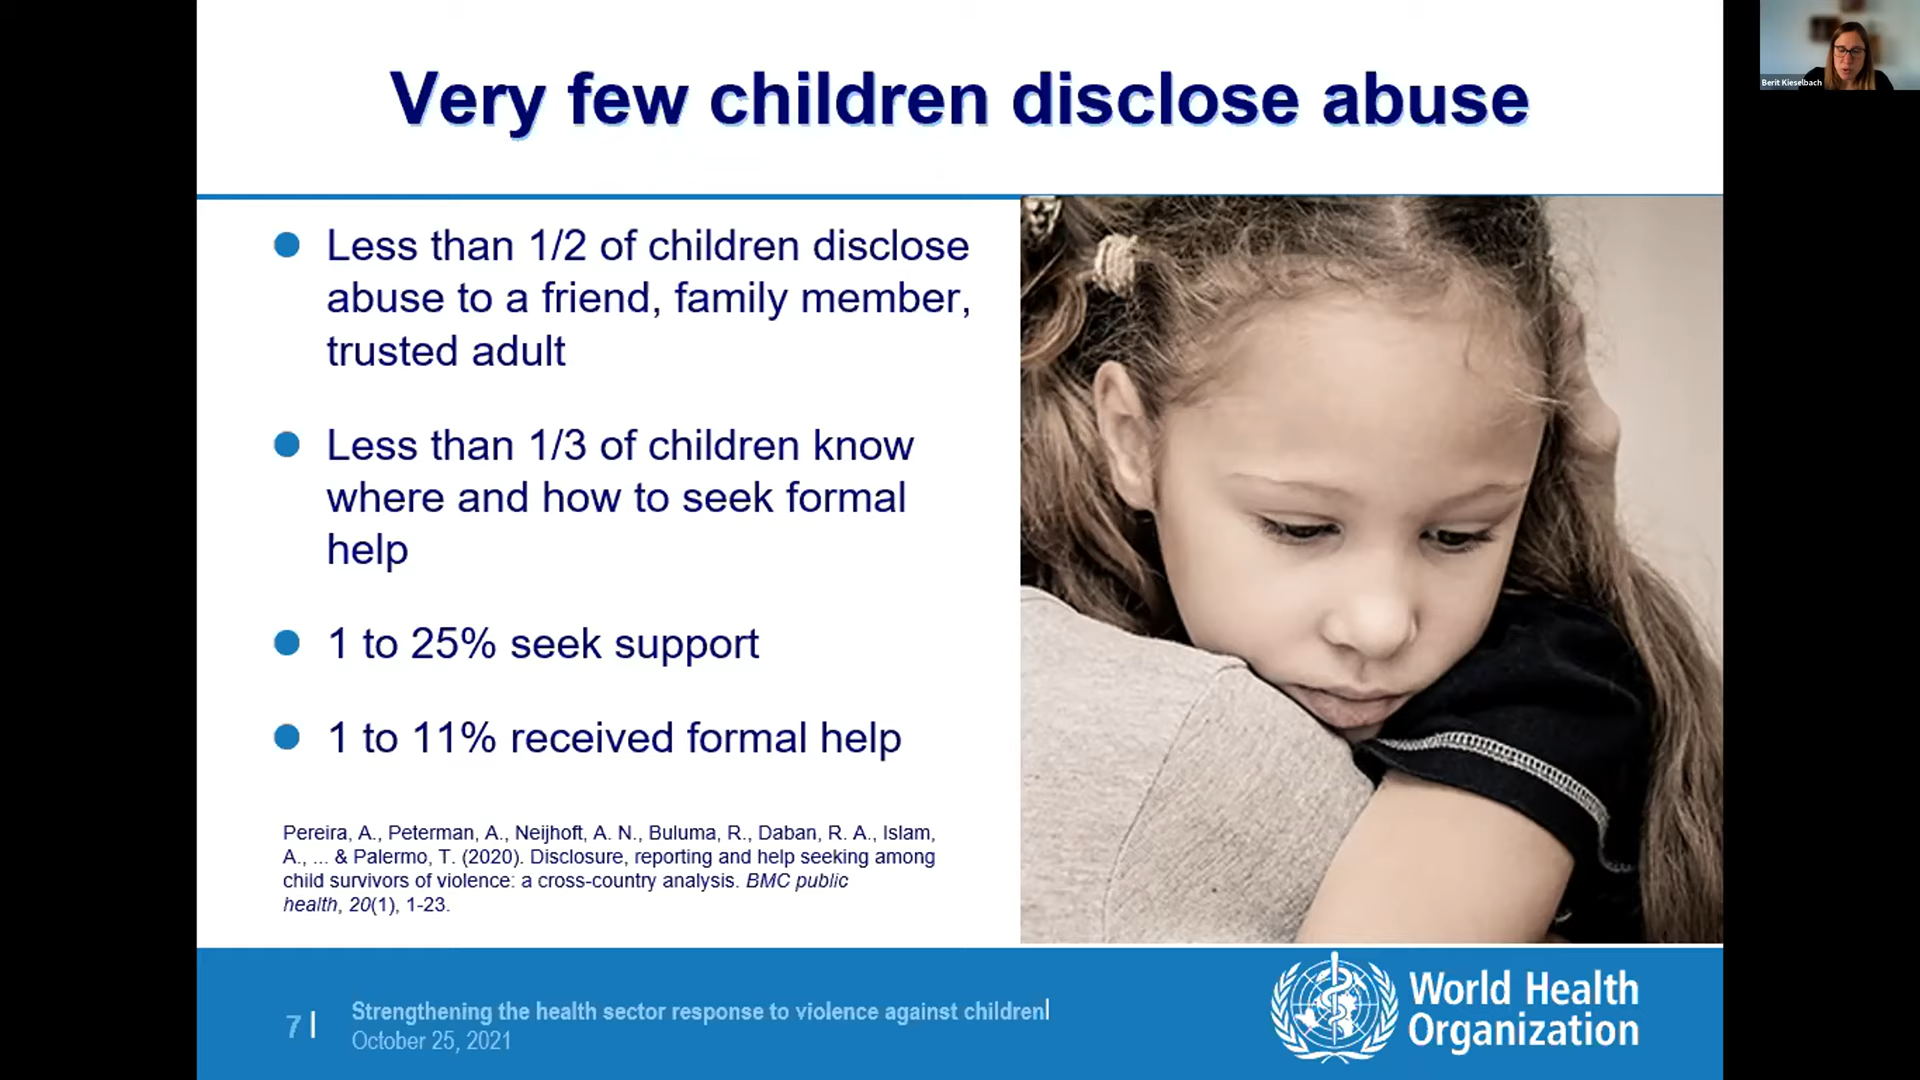 Very few children disclose abuse
Berit Kieselbach
Less than 1/2 of children disclose
abuse to a friend, family member,
trusted adult
Less than 1/3 of children know
where and how to seek formal
help
1 to 25% seek support
1 to 11% received formal help
Pereira, A., Peterman, A., Neijhoft, A. N., Buluma, R., Daban, R. A., Islam,
A., ... & Palermo, T. (2020). Disclosure, reporting and help seeking among
child survivors of violence: a cross-country analysis. BMC public
health, 20(1), 1-23.
7 |
Strengthening the health sector response to violence against children|
October 25, 2021
World Health
Organization